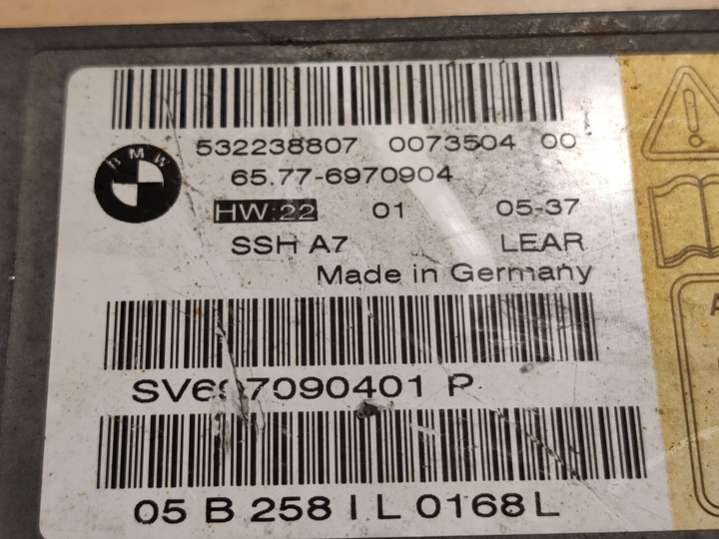 BMW
532238807 0073504 00
65.77-6970904
HW:22 01 05-37
SSH A7 LEAR
Made in Germany
SV697090401 P
05 B 258 I L 0168 L
A